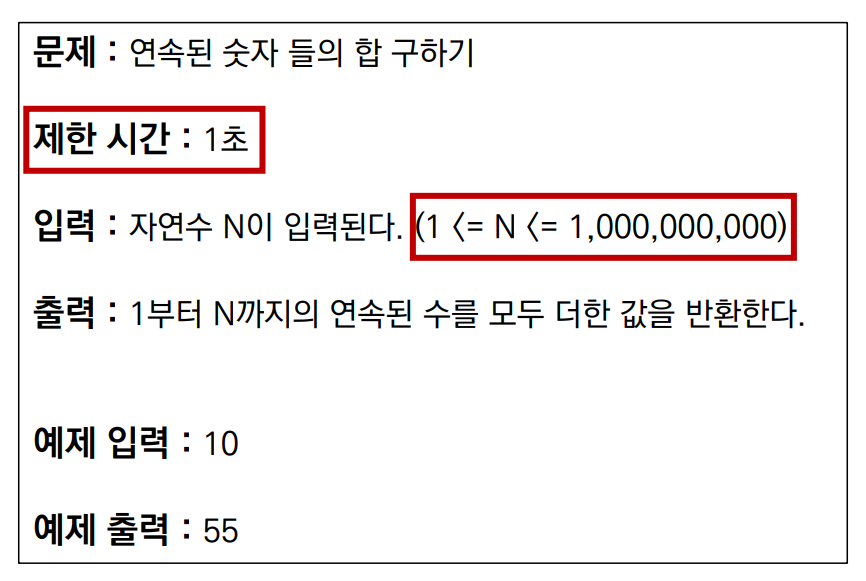 문제 : 연속된 숫자 들의 합 구하기
제한 시간 : 1초
입력 : 자연수 N이 입력된다. (1 <= N <= 1,000,000,000)
출력 : 1부터 N까지의 연속된 수를 모두 더한 값을 반환한다.
예제 입력 : 10
예제 출력 : 55